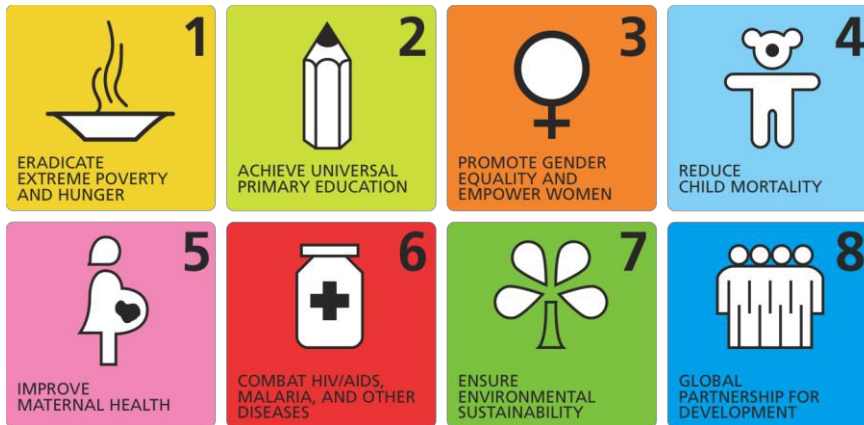 1
ERADICATE
EXTREME POVERTY
AND HUNGER
2
ACHIEVE UNIVERSAL
PRIMARY EDUCATION
3
PROMOTE GENDER
EQUALITY AND
EMPOWER WOMEN
4
REDUCE
CHILD MORTALITY
5
IMPROVE
MATERNAL HEALTH
6
COMBAT HIV/AIDS,
MALARIA, AND OTHER
DISEASES
7
ENSURE
ENVIRONMENTAL
SUSTAINABILITY
8
GLOBAL
PARTNERSHIP FOR
DEVELOPMENT